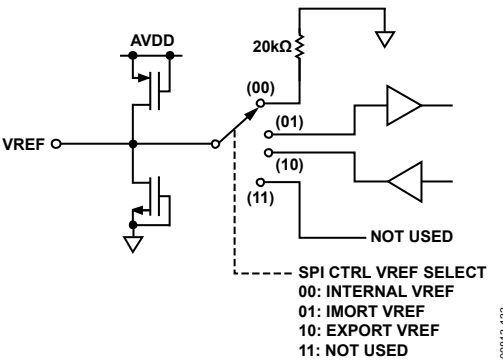 AVDD
20kΩ
(00)
(01)
VREF
(10)
(11)
NOT USED
SPI CTRL VREF SELECT
00: INTERNAL VREF
01: IMORT VREF
10: EXPORT VREF
11: NOT USED